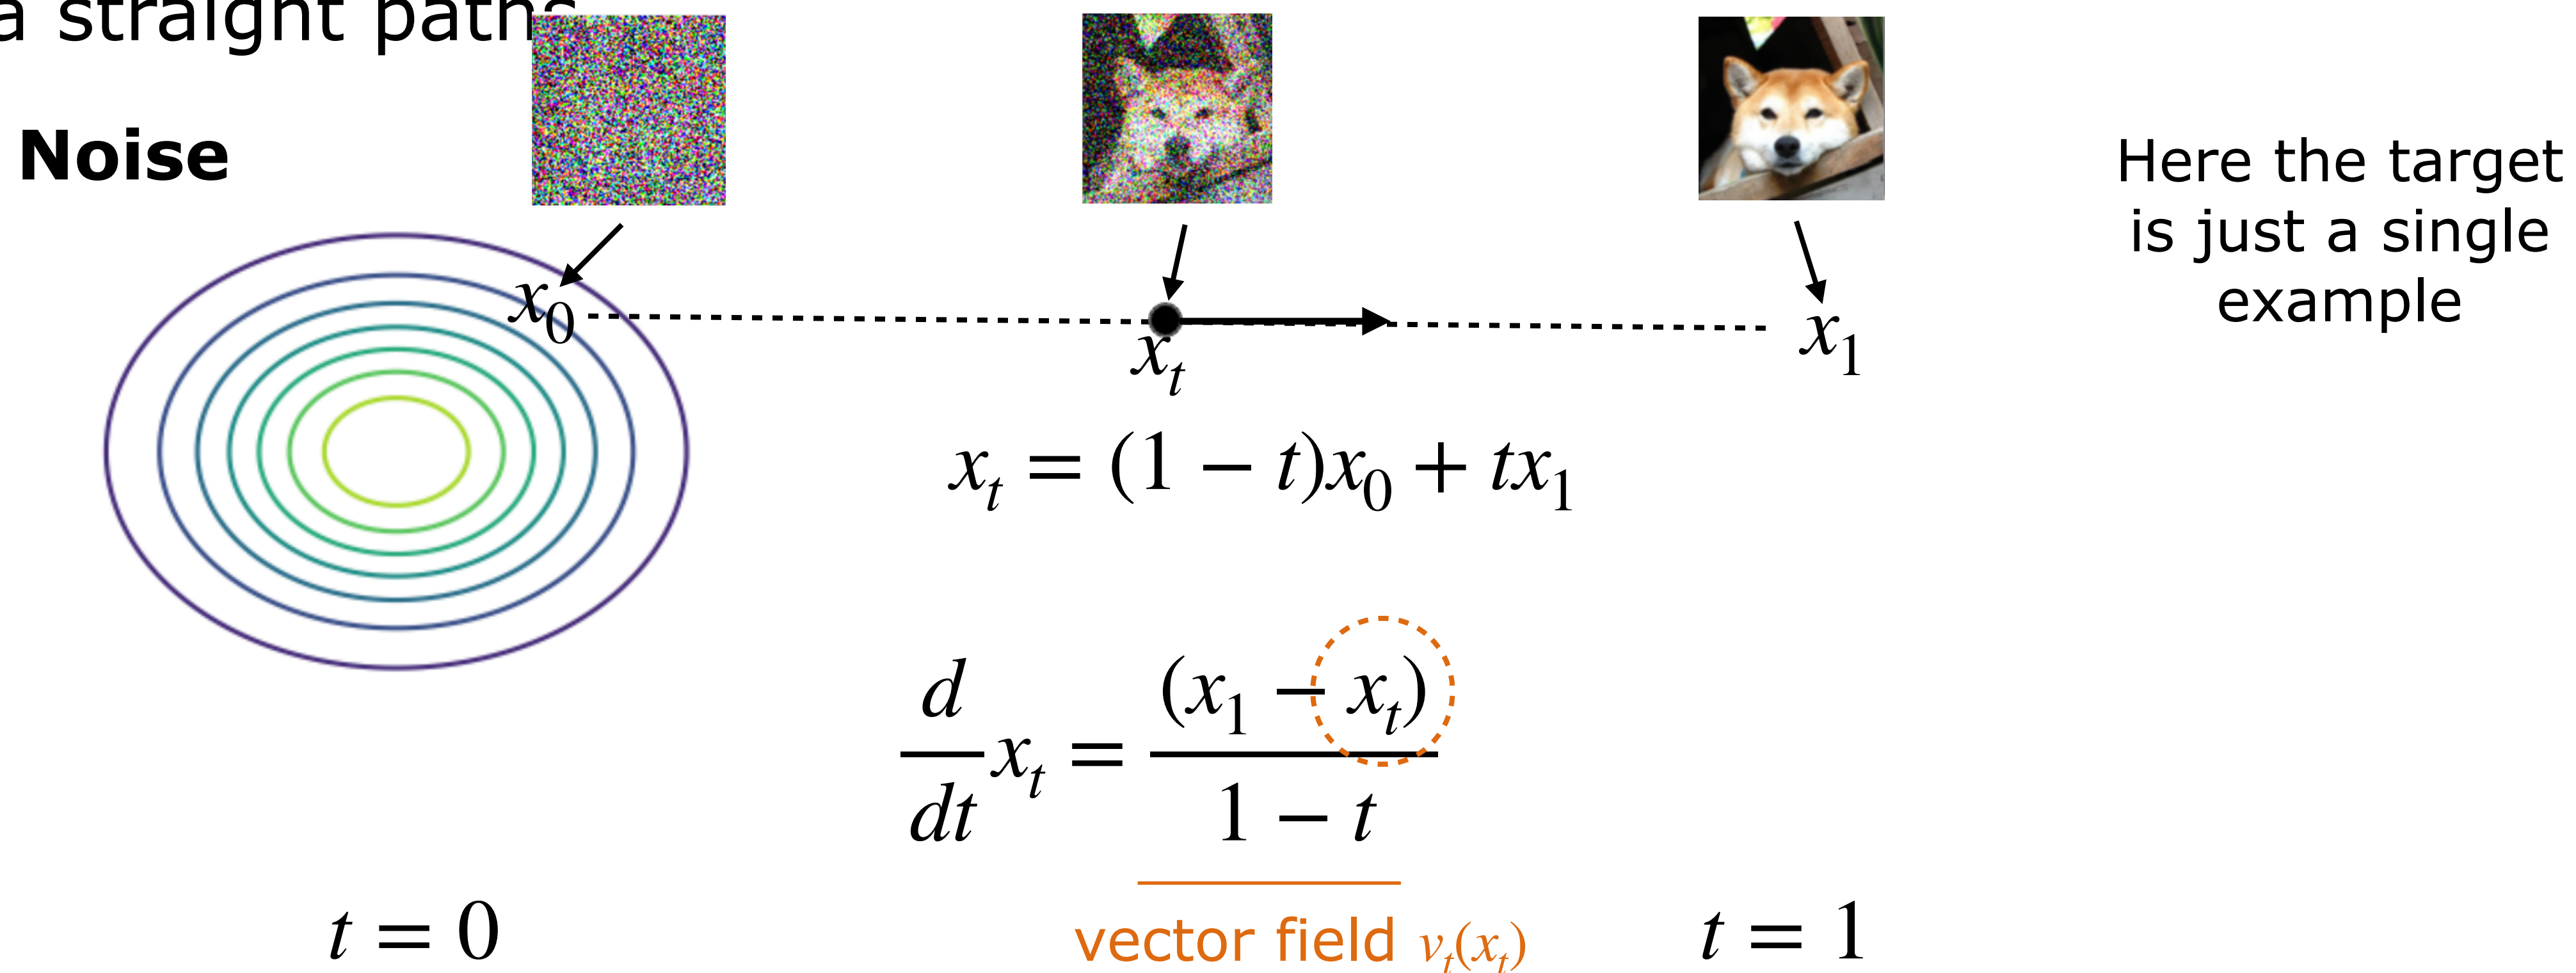 a straight paths
Noise
Here the target
is just a single
example
x₀
xₜ
x₁
xₜ = (1 − t)x₀ + tx₁
d/dt xₜ = (x₁ − xₜ) / 1 − t
t = 0
vector field vₜ(xₜ)
t = 1